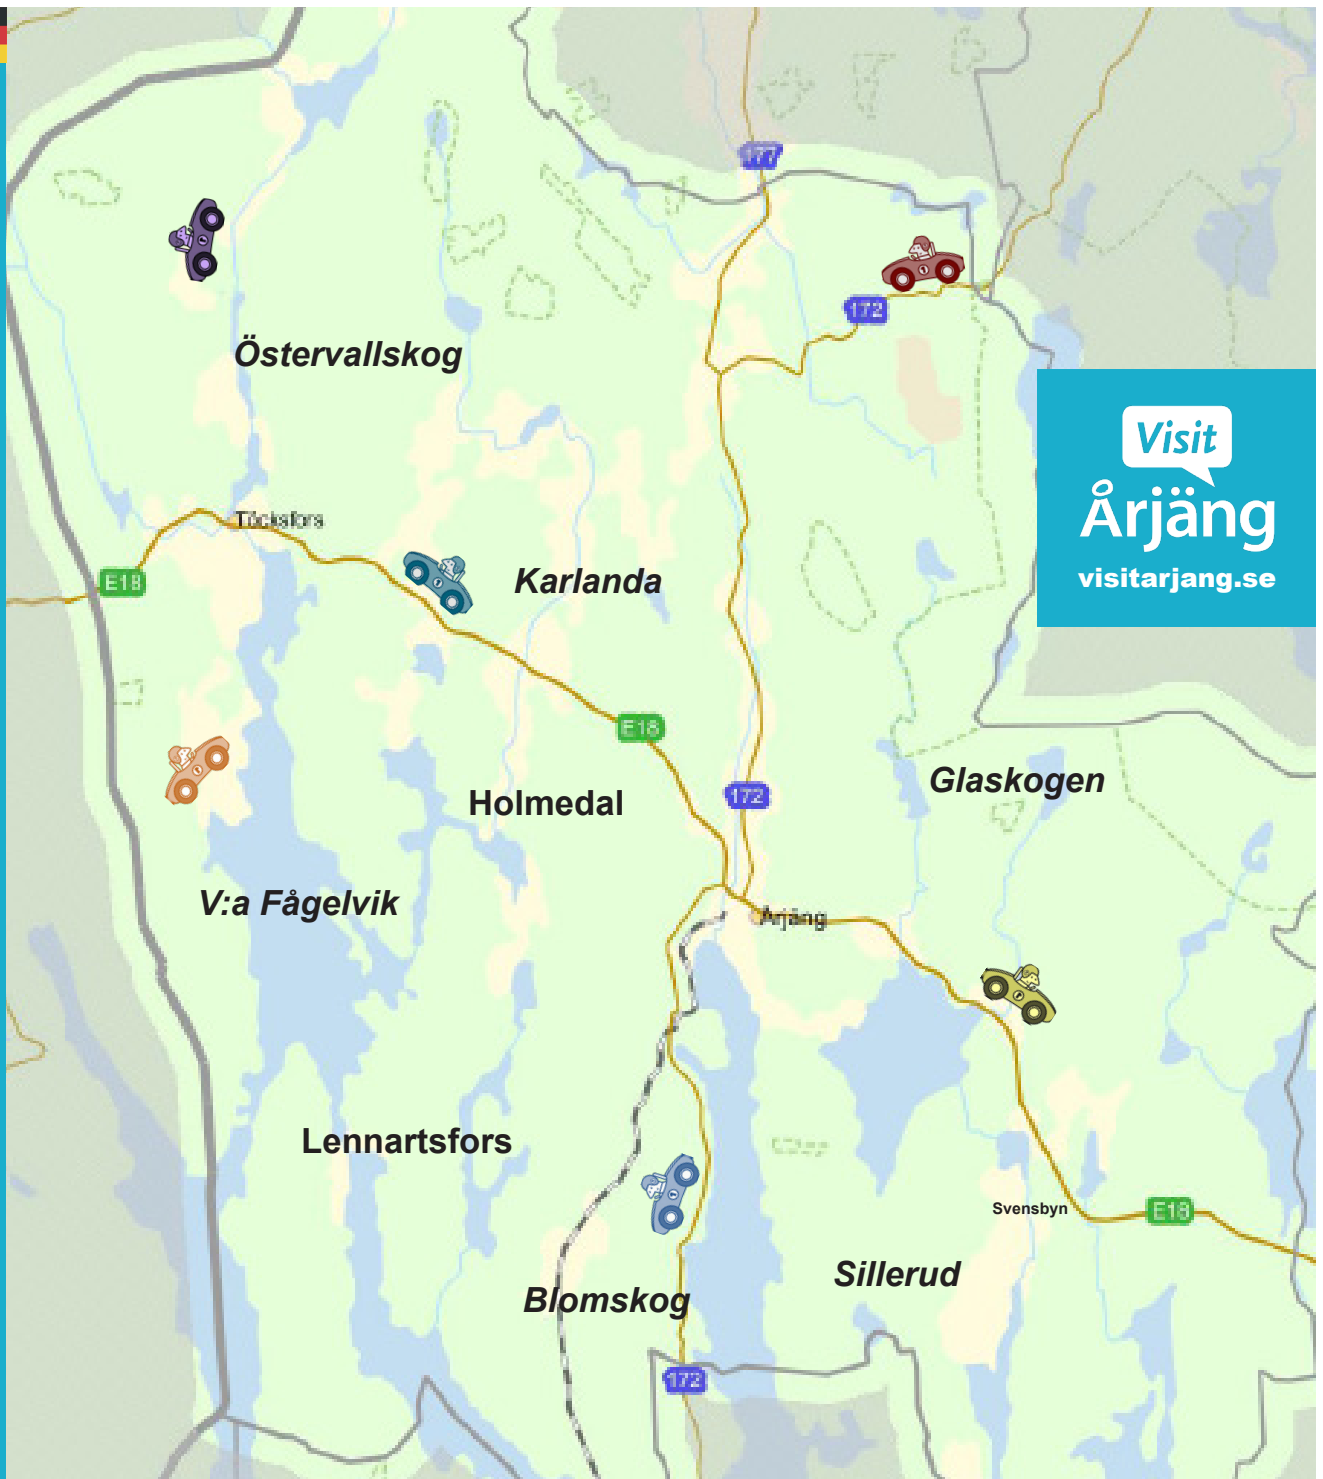 177
172
Östervallskog
Visit
Årjäng
visitarjang.se
Töcksfors
E18
Karlanda
E18
Glaskogen
172
Holmedal
V:a Fågelvik
Årjäng
Lennartsfors
Svensbyn
E18
Sillerud
Blomskog
172